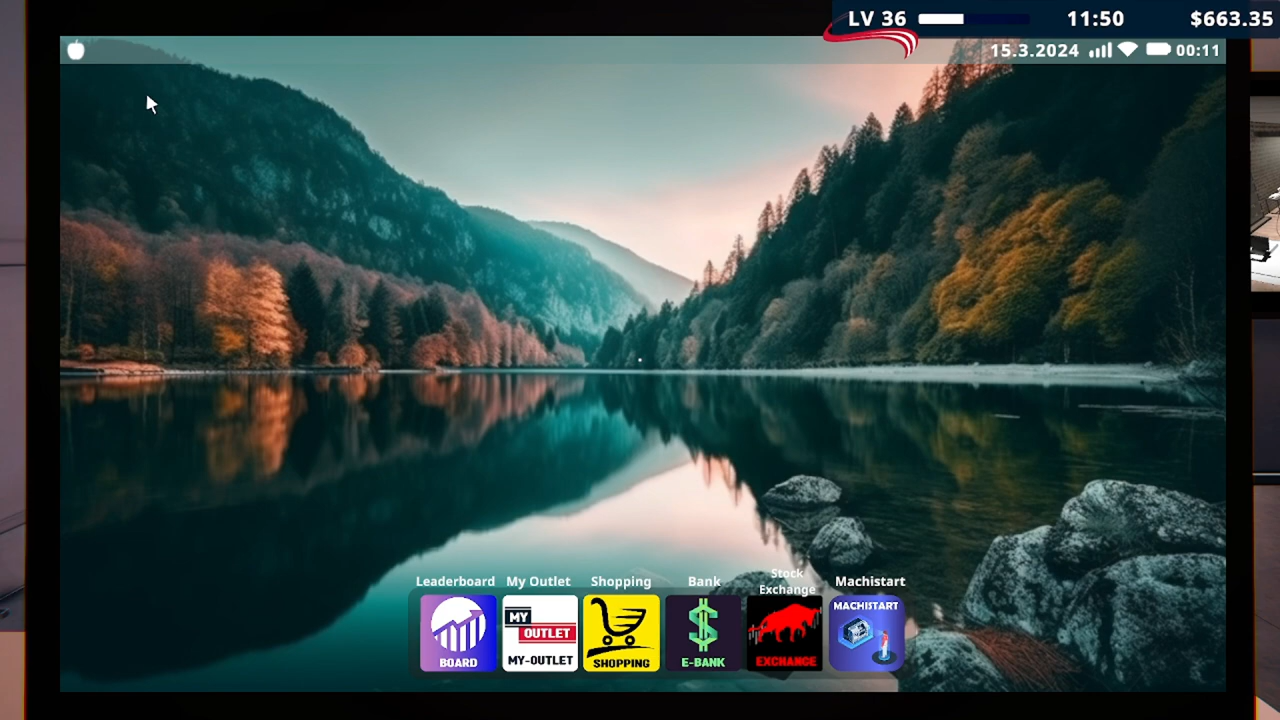 LV 36 11:50 $663.35
15.3.2024 00:11
Leaderboard My Outlet Shopping Bank Stock Exchange Machistart
BOARD
MY OUTLET
MY-OUTLET
SHOPPING
E-BANK
EXCHANGE
MACHISTART